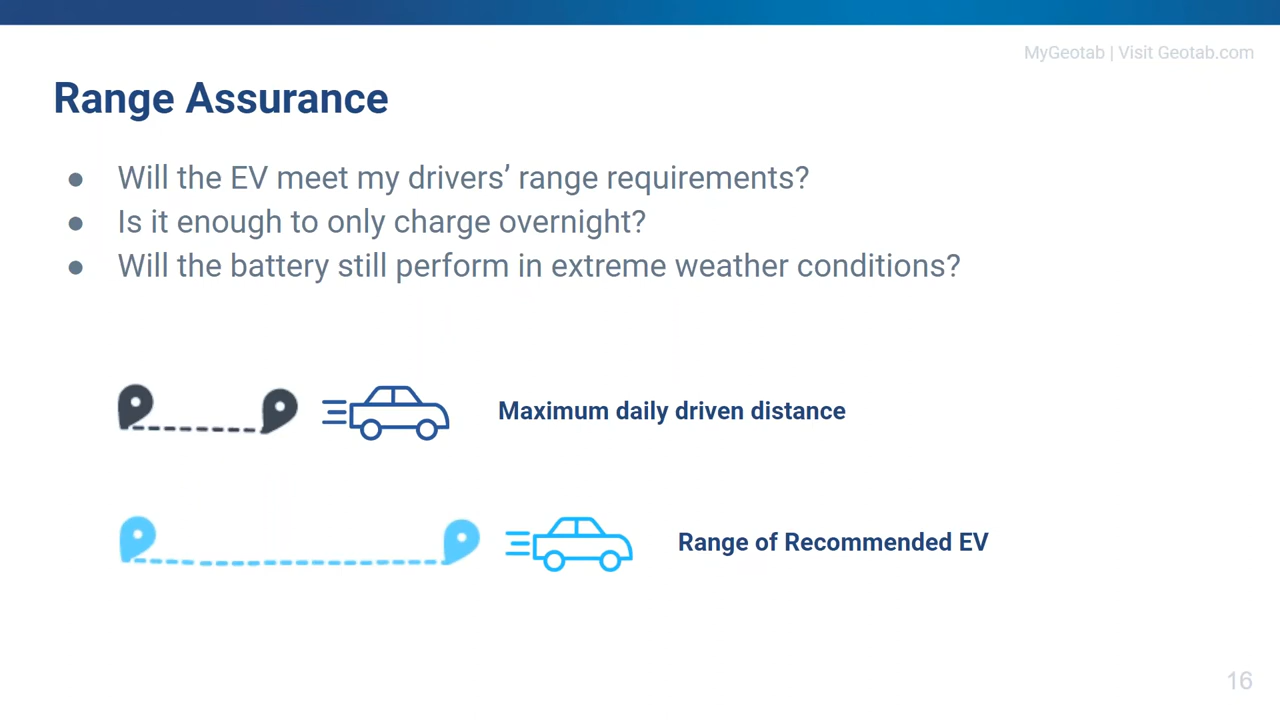 MyGeotab | Visit Geotab.com
Range Assurance
● Will the EV meet my drivers’ range requirements?
● Is it enough to only charge overnight?
● Will the battery still perform in extreme weather conditions?
Maximum daily driven distance
Range of Recommended EV
16